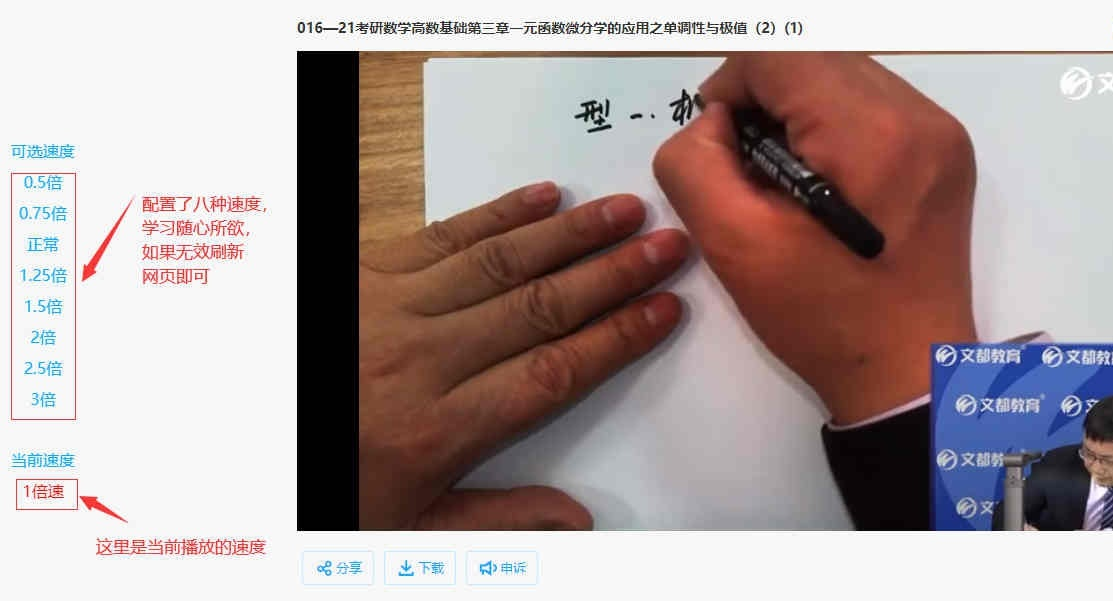 016—21考研数学高数基础第三章一元函数微分学的应用之单调性与极值（2）(1)
可选速度
0.5倍
0.75倍
正常
1.25倍
1.5倍
2倍
2.5倍
3倍
配置了八种速度，
学习随心所欲，
如果无效刷新
网页即可
当前速度
1倍速
这里是当前播放的速度
型一.
文
文都教育 文都教育
文都教育 文
文都
文
分享 下载 申诉